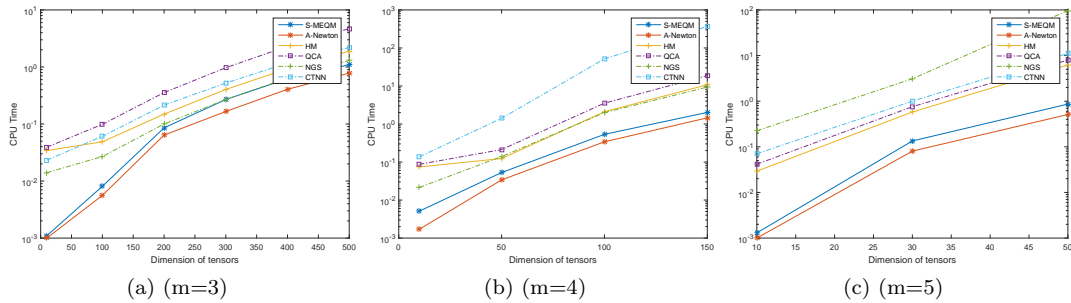 S-MEQM
A-Newton
HM
QCA
NGS
CTNN
CPU Time
10^1
10^0
10^-1
10^-2
10^-3
0 50 100 150 200 250 300 350 400 450 500
Dimension of tensors
(a) (m=3)
S-MEQM
A-Newton
HM
QCA
NGS
CTNN
CPU Time
10^3
10^2
10^1
10^0
10^-1
10^-2
10^-3
0 50 100 150
Dimension of tensors
(b) (m=4)
S-MEQM
A-Newton
HM
QCA
NGS
CTNN
CPU Time
10^2
10^1
10^0
10^-1
10^-2
10^-3
10 15 20 25 30 35 40 45 50
Dimension of tensors
(c) (m=5)